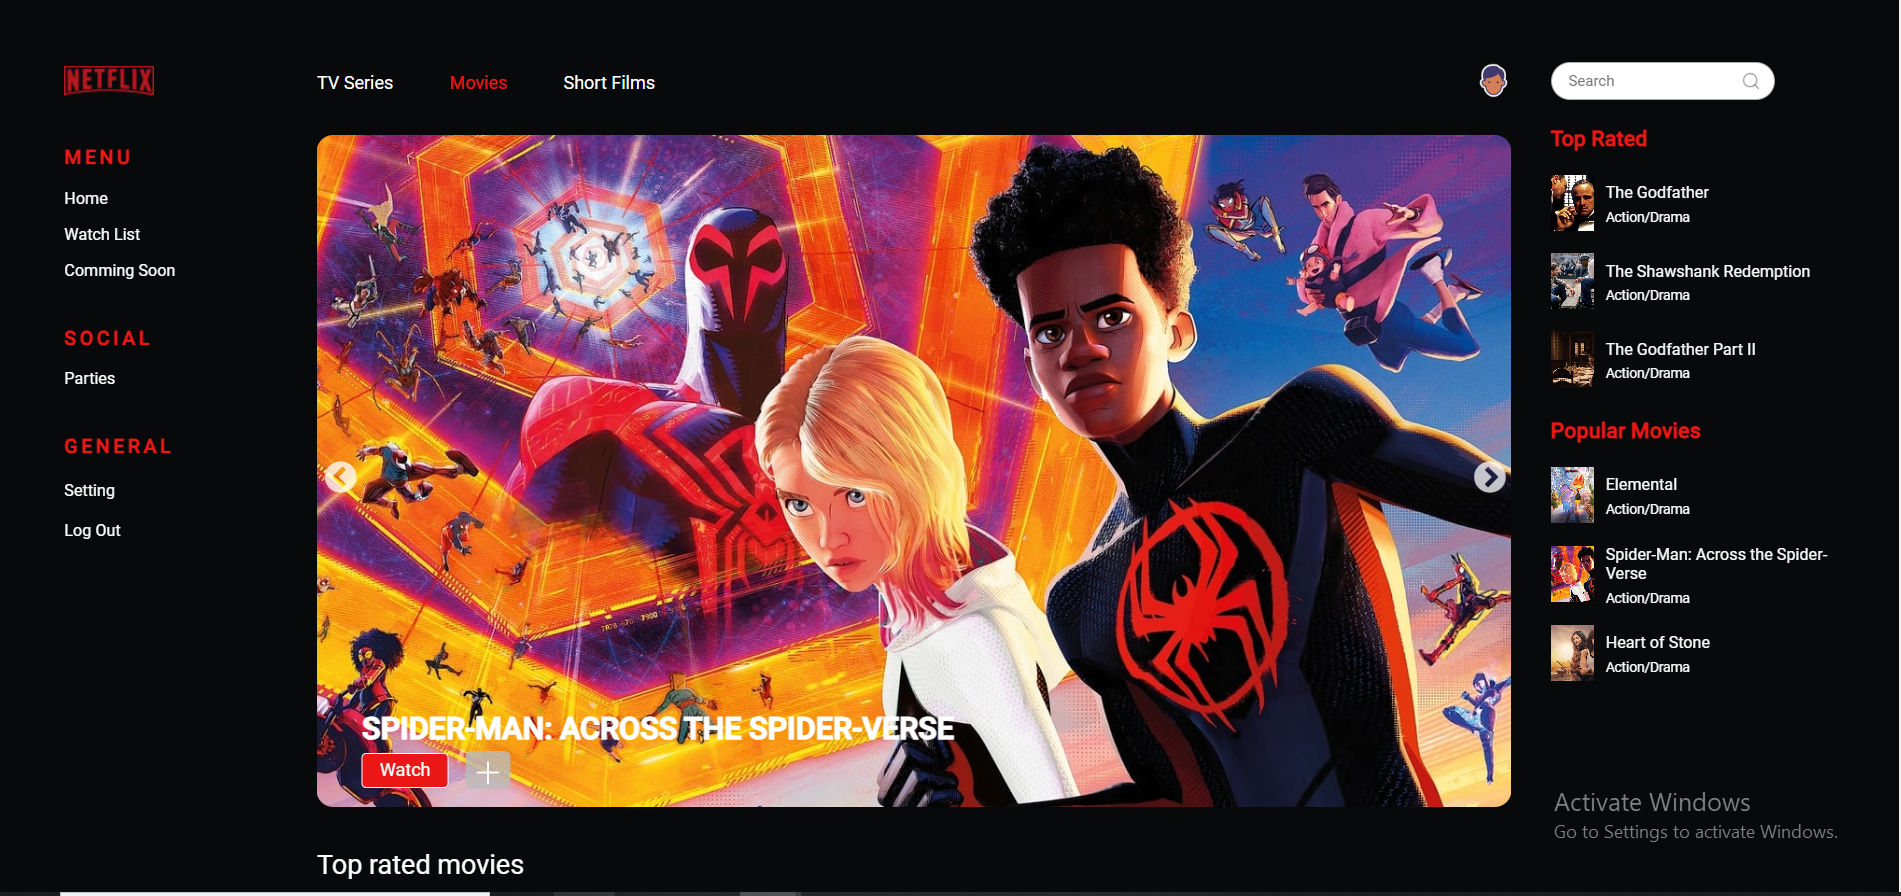 NETFLIX
TV Series
Movies
Short Films
Search
MENU
Home
Watch List
Comming Soon
SOCIAL
Parties
GENERAL
Setting
Log Out
SPIDER-MAN: ACROSS THE SPIDER-VERSE
Watch
Top rated movies
Top Rated
The Godfather
Action/Drama
The Shawshank Redemption
Action/Drama
The Godfather Part II
Action/Drama
Popular Movies
Elemental
Action/Drama
Spider-Man: Across the Spider-
Verse
Action/Drama
Heart of Stone
Action/Drama
Activate Windows
Go to Settings to activate Windows.